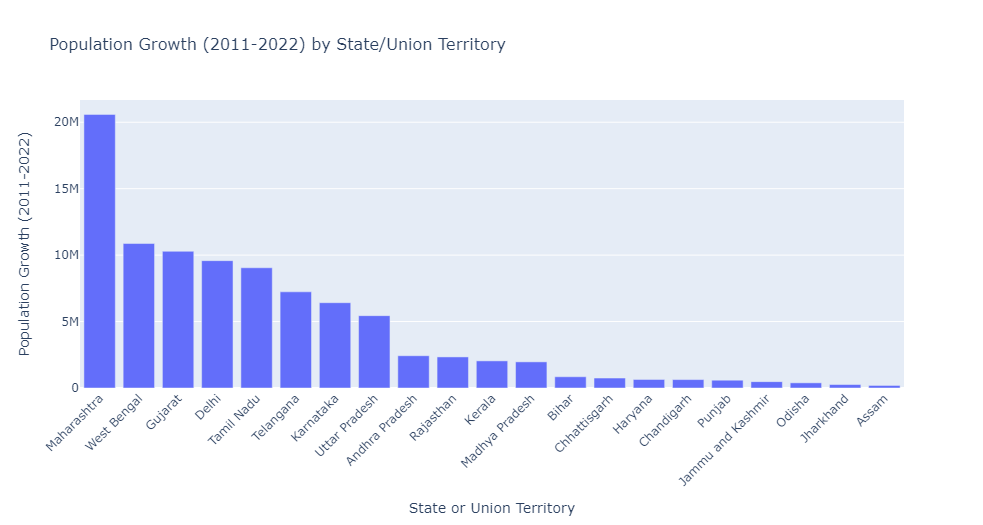 Population Growth (2011-2022) by State/Union Territory
Population Growth (2011-2022)
20M
15M
10M
5M
0
Maharashtra
West Bengal
Gujarat
Delhi
Tamil Nadu
Telangana
Karnataka
Uttar Pradesh
Andhra Pradesh
Rajasthan
Kerala
Madhya Pradesh
Bihar
Chhattisgarh
Haryana
Chandigarh
Punjab
Jammu and Kashmir
Odisha
Jharkhand
Assam
State or Union Territory